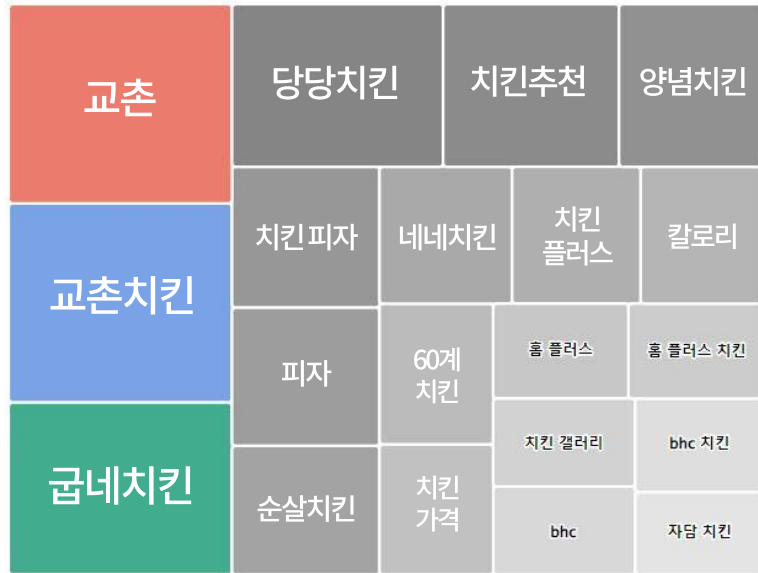 교촌
교촌치킨
굽네치킨
당당치킨
치킨추천
양념치킨
치킨 피자
네네치킨
치킨
플러스
칼로리
피자
60계
치킨
홈 플러스
홈 플러스 치킨
순살치킨
치킨
가격
치킨 갤러리
bhc 치킨
bhc
자담 치킨